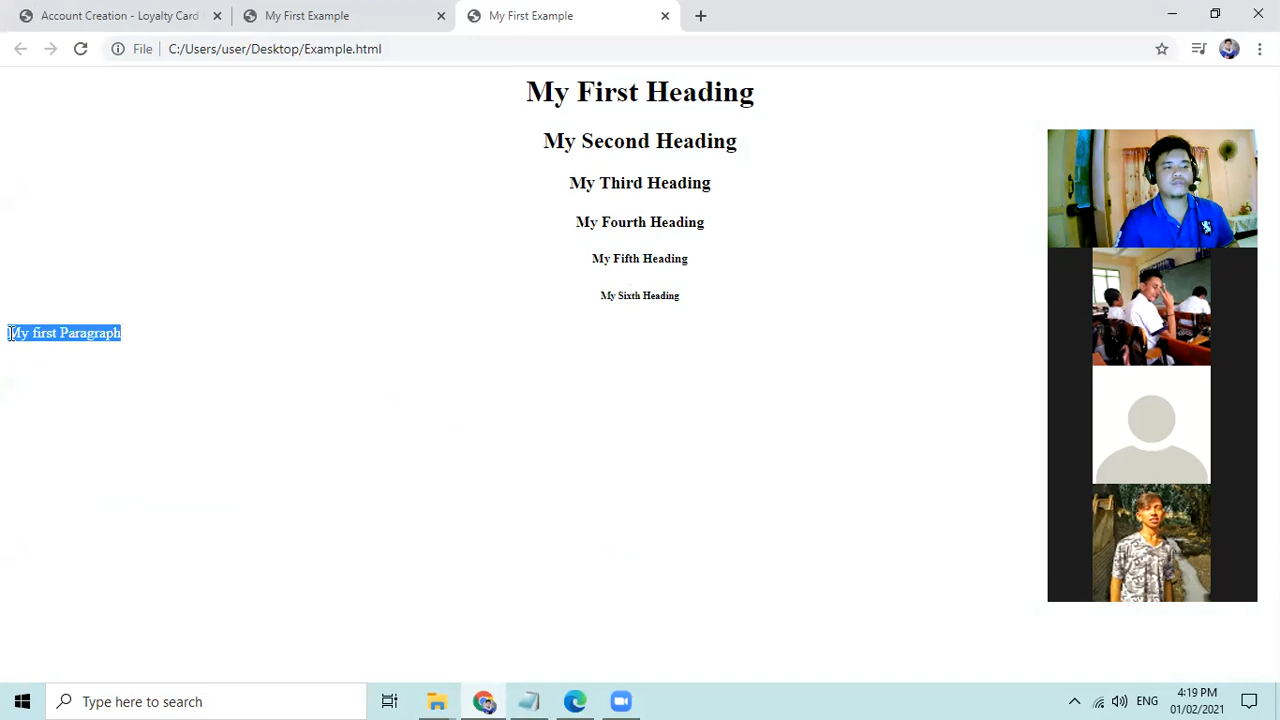 Account Creation - Loyalty Card
My First Example
My First Example
File
C:/Users/user/Desktop/Example.html
My First Heading
My Second Heading
My Third Heading
My Fourth Heading
My Fifth Heading
My Sixth Heading
My first Paragraph
Type here to search
ENG
4:19 PM
01/02/2021